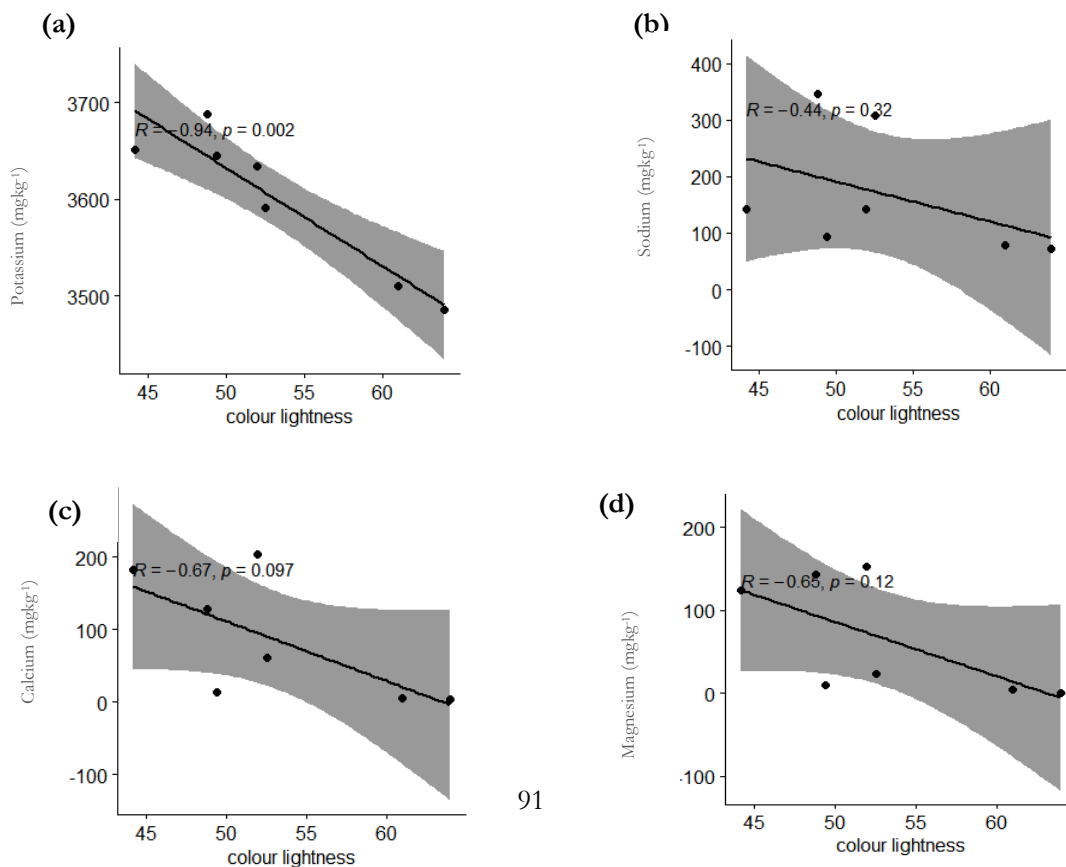 (a)
Potassium (mgkg⁻¹)
3700
3600
3500
R = −0.94, p = 0.002
45 50 55 60
colour lightness
(b)
Sodium (mgkg⁻¹)
400
300
200
100
0
-100
R = −0.44, p = 0.32
45 50 55 60
colour lightness
(c)
Calcium (mgkg⁻¹)
200
100
0
-100
R = −0.67, p = 0.097
45 50 55 60
colour lightness
(d)
Magnesium (mgkg⁻¹)
200
100
0
-100
R = −0.65, p = 0.12
45 50 55 60
colour lightness
91